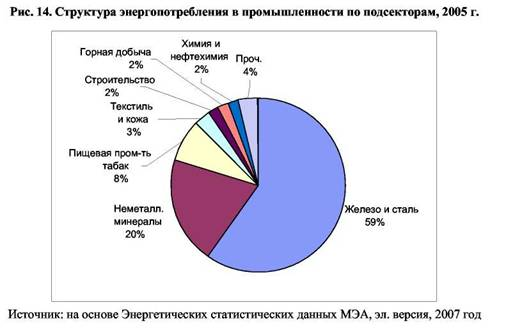 Рис. 14. Структура энергопотребления в промышленности по подсекторам, 2005 г.
Химия и
нефтехимия
2%
Проч.
4%
Горная добыча
2%
Строительство
2%
Текстиль
и кожа
3%
Пищевая пром-ть
табак
8%
Неметалл.
минералы
20%
Железо и сталь
59%
Источник: на основе Энергетические статистических данных МЭА, эл. версия, 2007 год